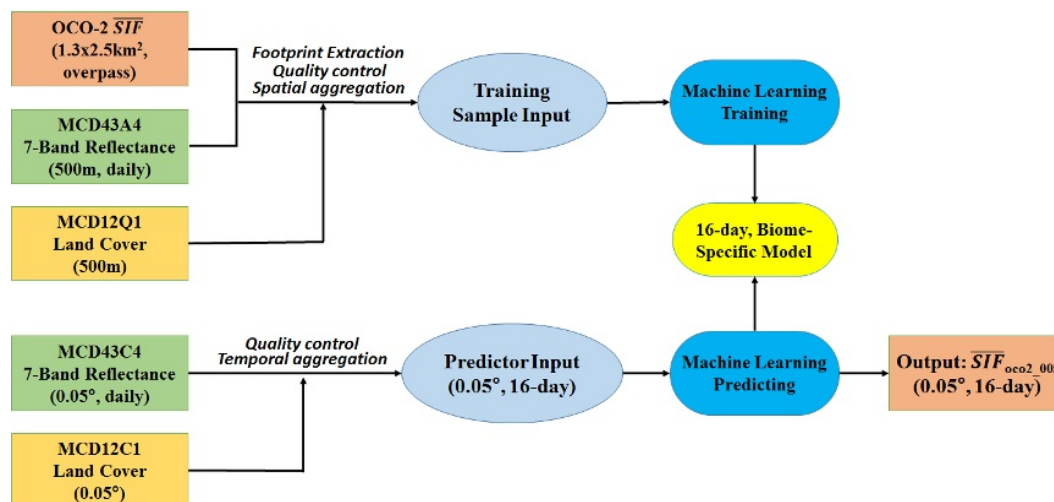 OCO-2 SIF
(1.3x2.5km²,
overpass)
Footprint Extraction
Quality control
Spatial aggregation
MCD43A4
7-Band Reflectance
(500m, daily)
MCD12Q1
Land Cover
(500m)
Training
Sample Input
Machine Learning
Training
16-day, Biome-
Specific Model
MCD43C4
7-Band Reflectance
(0.05°, daily)
Quality control
Temporal aggregation
MCD12C1
Land Cover
(0.05°)
Predictor Input
(0.05°, 16-day)
Machine Learning
Predicting
Output: SIF oco2_005
(0.05°, 16-day)